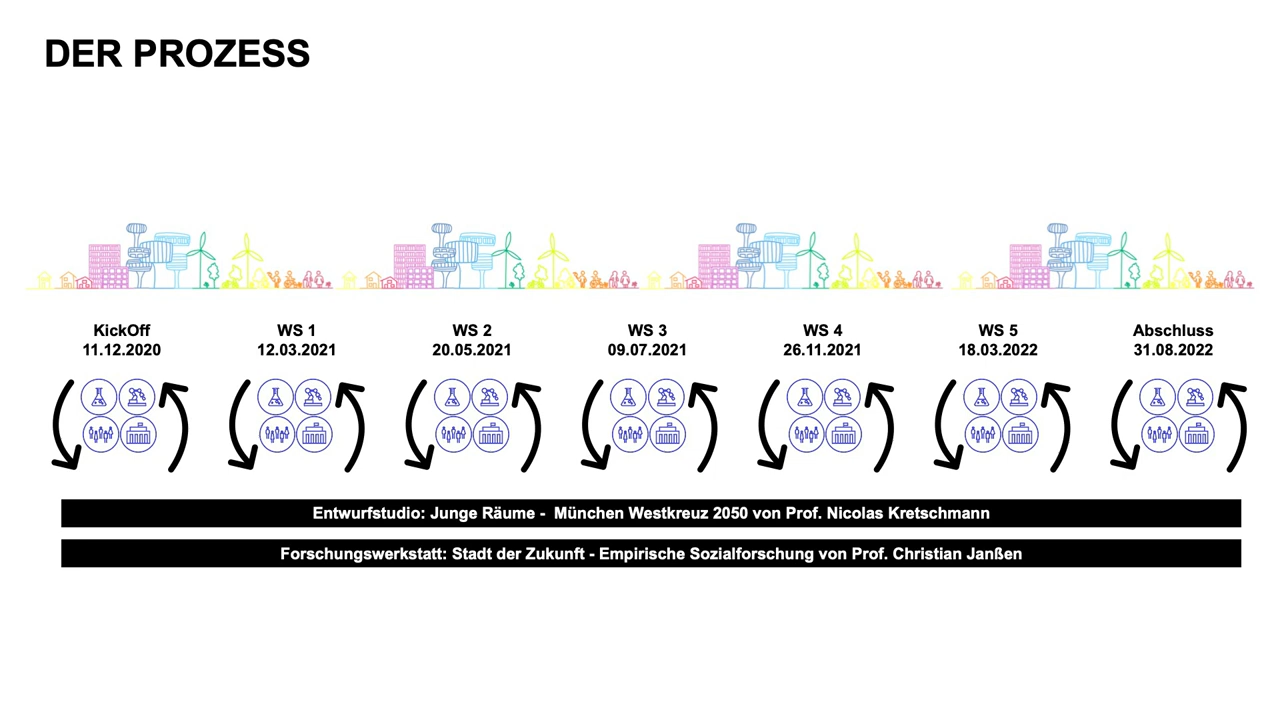 DER PROZESS
KickOff
11.12.2020
WS 1
12.03.2021
WS 2
20.05.2021
WS 3
09.07.2021
WS 4
26.11.2021
WS 5
18.03.2022
Abschluss
31.08.2022
Entwurfstudio: Junge Räume - München Westkreuz 2050 von Prof. Nicolas Kretschmann
Forschungswerkstatt: Stadt der Zukunft - Empirische Sozialforschung von Prof. Christian Janßen